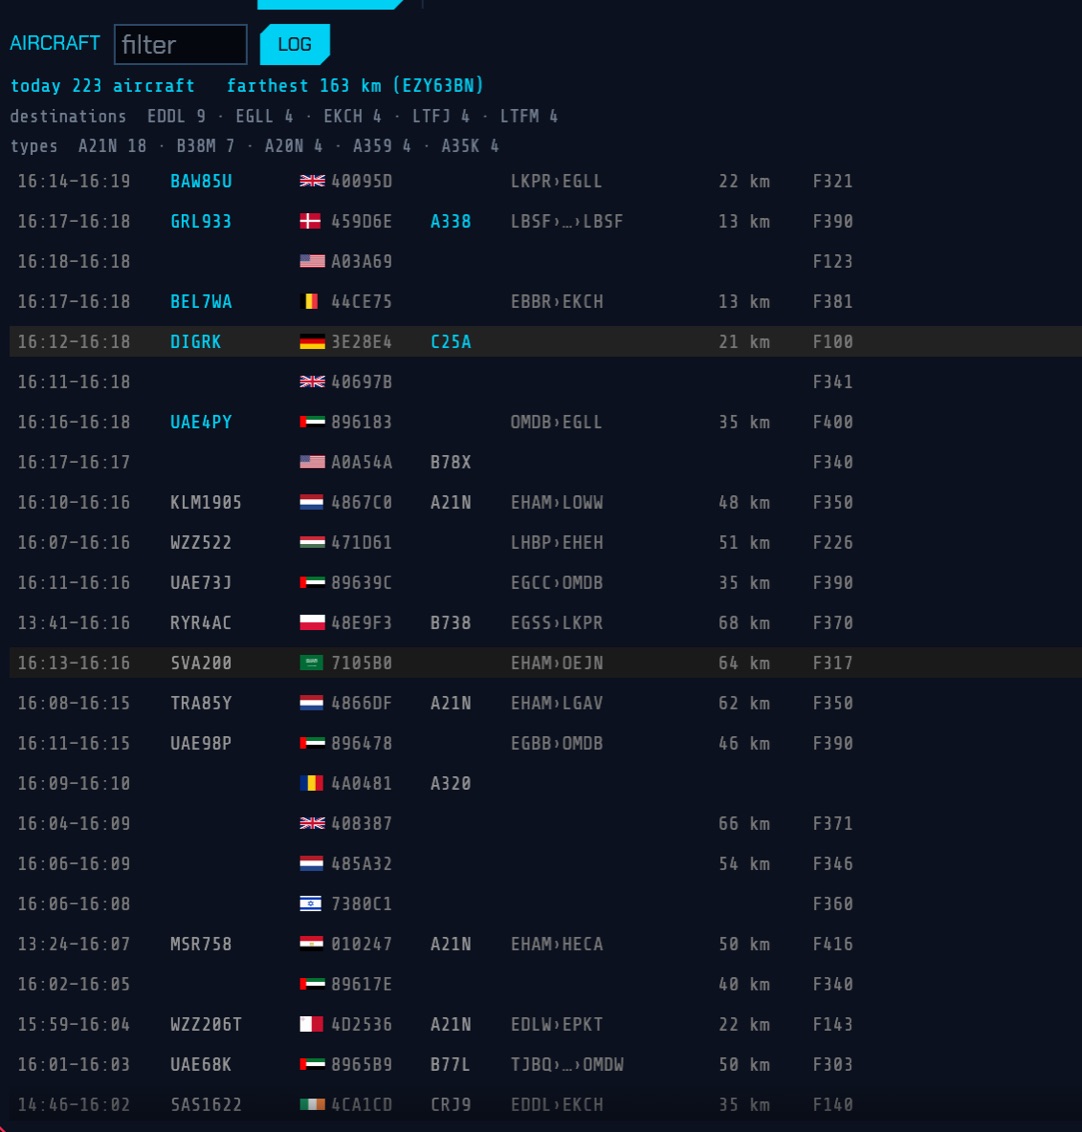 AIRCRAFT filter LOG
today 223 aircraft farthest 163 km (EZY63BN)
destinations EDDL 9 · EGLL 4 · EKCH 4 · LTFJ 4 · LTFM 4
types A21N 18 · B38M 7 · A20N 4 · A359 4 · A35K 4
16:14–16:19 BAW85U 40095D LKPR›EGLL 22 km F321
16:17–16:18 GRL933 459D6E A338 LBSF›…›LBSF 13 km F390
16:18–16:18 A03A69 F123
16:17–16:18 BEL7WA 44CE75 EBBR›EKCH 13 km F381
16:12–16:18 DIGRK 3E28E4 C25A 21 km F100
16:11–16:18 40697B F341
16:16–16:18 UAE4PY 896183 OMDB›EGLL 35 km F400
16:17–16:17 A0A54A B78X F340
16:10–16:16 KLM1905 4867C0 A21N EHAM›LOWW 48 km F350
16:07–16:16 WZZ522 471D61 LHBP›EHEH 51 km F226
16:11–16:16 UAE73J 89639C EGCC›OMDB 35 km F390
13:41–16:16 RYR4AC 48E9F3 B738 EGSS›LKPR 68 km F370
16:13–16:16 SVA200 7105B0 EHAM›OEJN 64 km F317
16:08–16:15 TRA85Y 4866DF A21N EHAM›LGAV 62 km F350
16:11–16:15 UAE98P 896478 EGBB›OMDB 46 km F390
16:09–16:10 4A0481 A320
16:04–16:09 408387 66 km F371
16:06–16:09 485A32 54 km F346
16:06–16:08 7380C1 F360
13:24–16:07 MSR758 010247 A21N EHAM›HECA 50 km F416
16:02–16:05 89617E 40 km F340
15:59–16:04 WZZ206T 4D2536 A21N EDLW›EPKT 22 km F143
16:01–16:03 UAE68K 8965B9 B77L TJBQ›…›OMDW 50 km F303
14:46–16:02 SAS1622 4CA1CD CRJ9 EDDL›EKCH 35 km F140